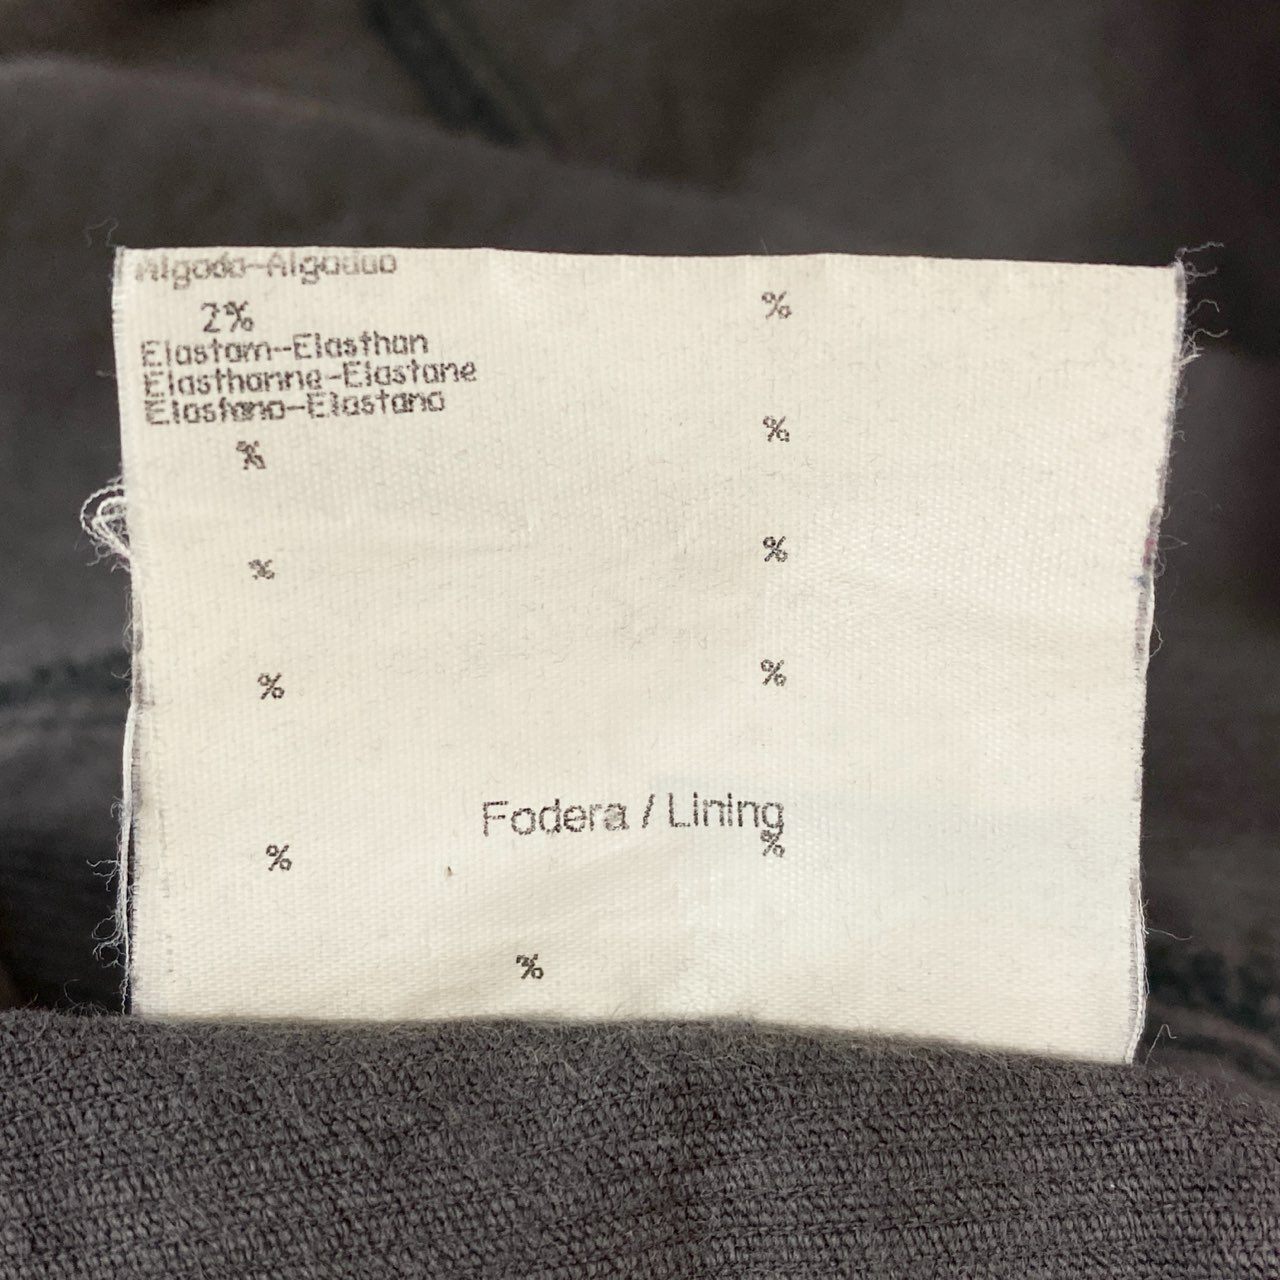 Algodo-Algodao
2%
Elastam-Elasthan
Elasthanne-Elastane
Elastano-Elastano
%
%
%
%
%
%
%
%
Fodera / Lining
%
%
%